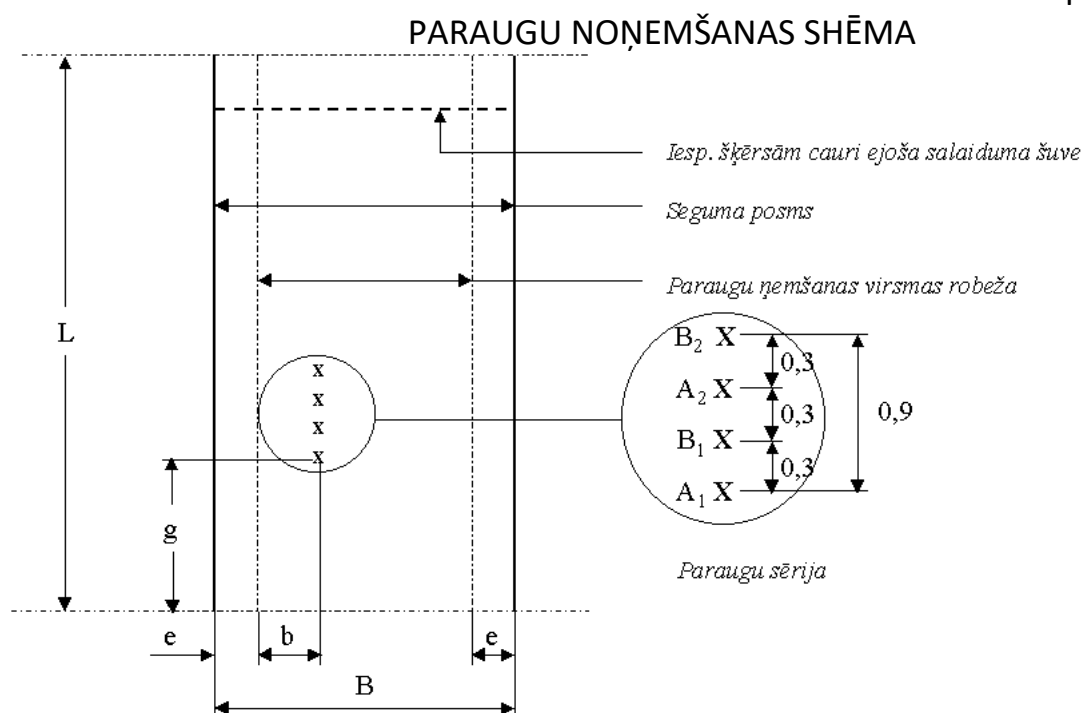 PARAUGU NOŅEMŠANAS SHĒMA
Iesp. šķērsām cauri ejoša salaiduma šuve
Seguma posms
Paraugu ņemšanas virsmas robeža
L
x
x
x
x
B2 X
0,3
A2 X
0,3
0,9
B1 X
0,3
A1 X
g
Paraugu sērija
e
b
e
B